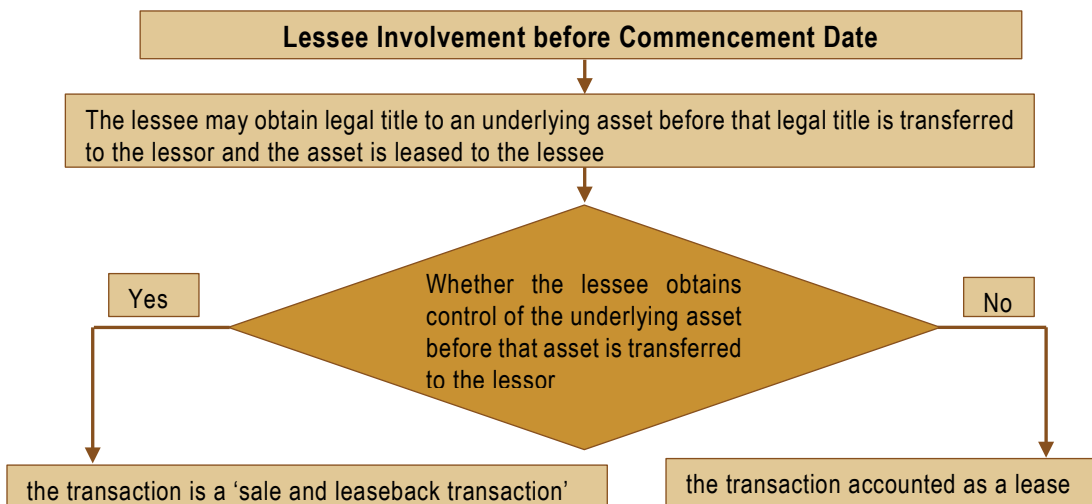 Lessee Involvement before Commencement Date
The lessee may obtain legal title to an underlying asset before that legal title is transferred
to the lessor and the asset is leased to the lessee
Yes
Whether the lessee obtains
control of the underlying asset
before that asset is transferred
to the lessor
No
the transaction is a ‘sale and leaseback transaction’
the transaction accounted as a lease